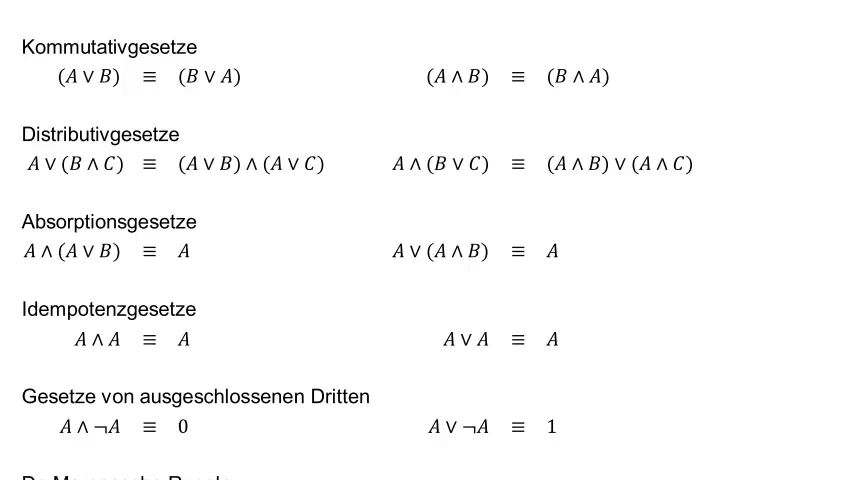 Kommutativgesetze
(A ∨ B) ≡ (B ∨ A) (A ∧ B) ≡ (B ∧ A)
Distributivgesetze
A ∨ (B ∧ C) ≡ (A ∨ B) ∧ (A ∨ C) A ∧ (B ∨ C) ≡ (A ∧ B) ∨ (A ∧ C)
Absorptionsgesetze
A ∧ (A ∨ B) ≡ A A ∨ (A ∧ B) ≡ A
Idempotenzgesetze
A ∧ A ≡ A A ∨ A ≡ A
Gesetze von ausgeschlossenen Dritten
A ∧ ¬A ≡ 0 A ∨ ¬A ≡ 1